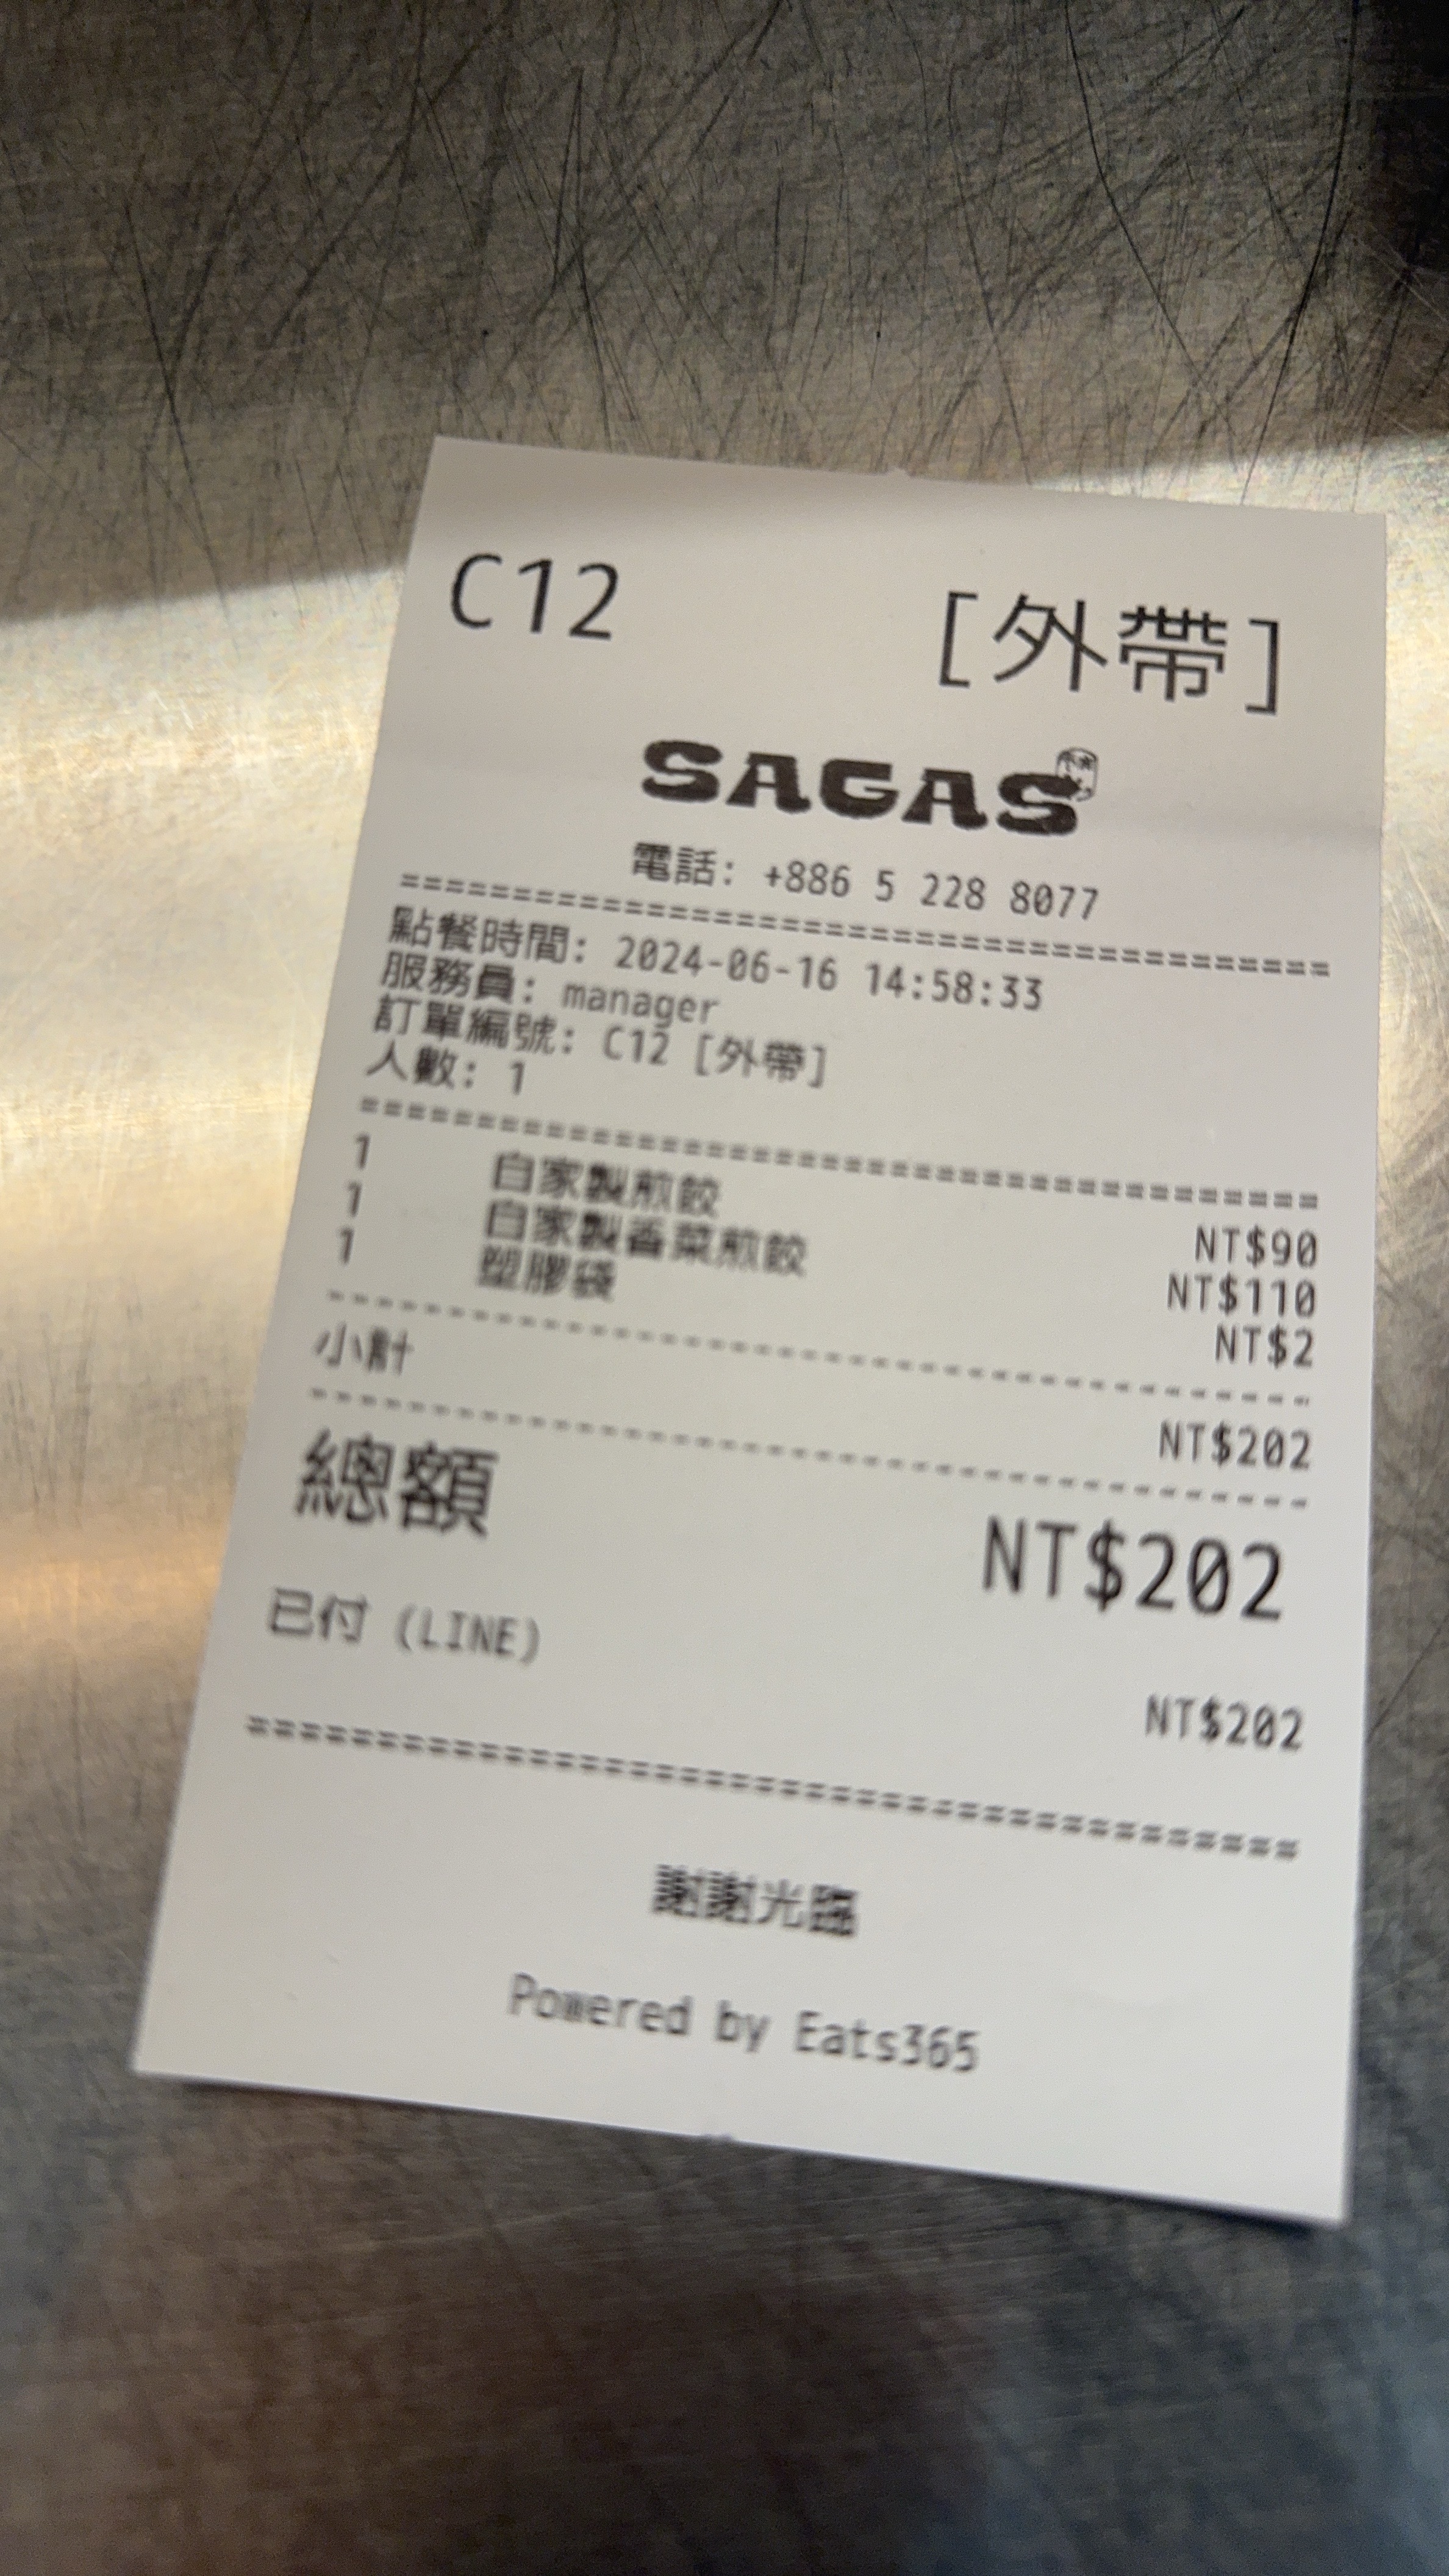 C12 [外帶]
SAGAS
電話: +886 5 228 8077
========================================
點餐時間: 2024-06-16 14:58:33
服務員: manager
訂單編號: C12 [外帶]
人數: 1
========================================
1 自家製煎餃 NT$90
1 自家製香菜煎餃 NT$110
1 塑膠袋 NT$2
----------------------------------------
小計 NT$202
----------------------------------------
總額 NT$202
已付 (LINE) NT$202
========================================
謝謝光臨
Powered by Eats365